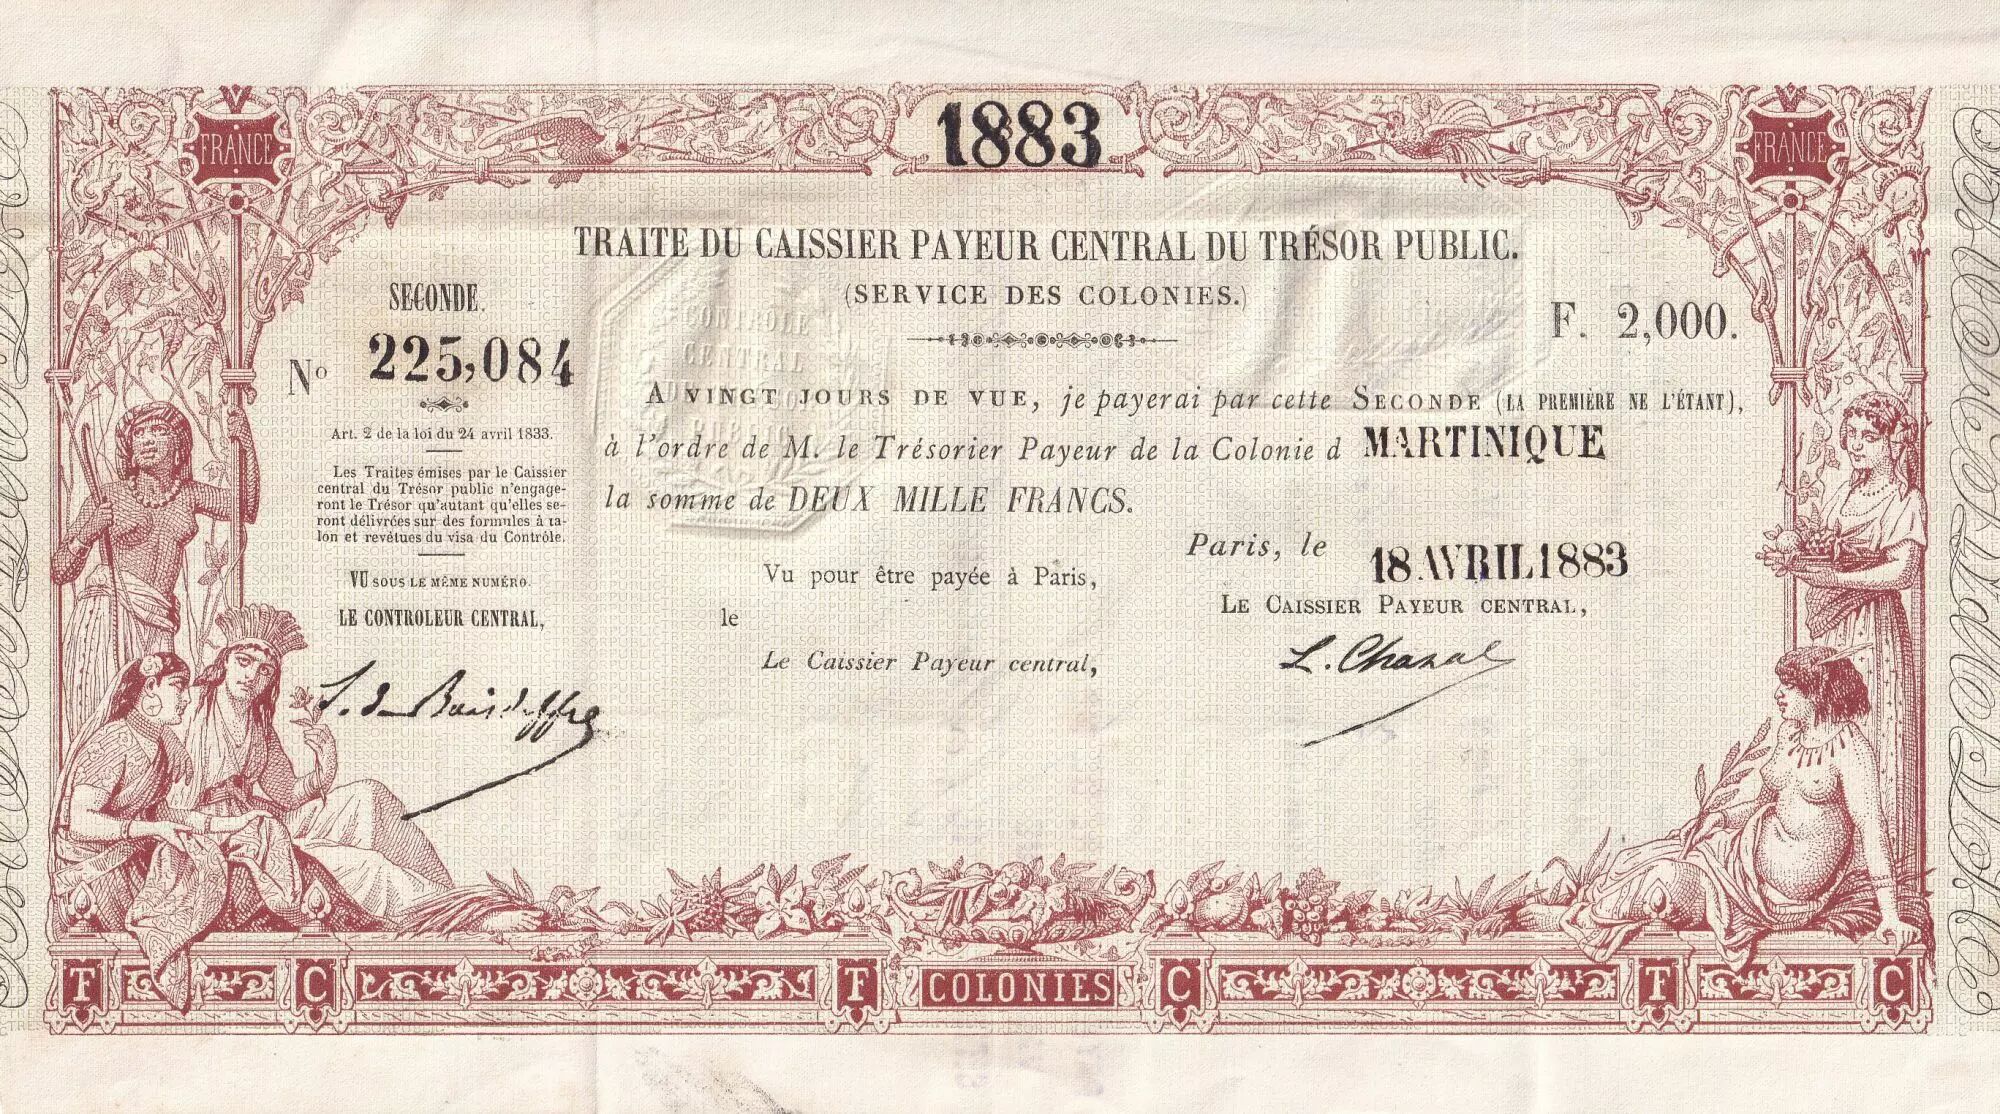 1883
FRANCE
FRANCE
TRAITE DU CAISSIER PAYEUR CENTRAL DU TRÉSOR PUBLIC.
(SERVICE DES COLONIES.)
SECONDE.
No 225,084
F. 2,000.
Art. 2 de la loi du 24 avril 1833.
Les Traites émises par le Caissier
central du Trésor public n'engage-
ront le Trésor qu'autant qu'elles se-
ront délivrées sur des formules à ta-
lon et revêtues du visa du Contrôle.
VU SOUS LE MÊME NUMÉRO.
LE CONTROLEUR CENTRAL,
CONTROLE
CENTRAL
PUBLIC
A VINGT JOURS DE VUE, je payerai par cette SECONDE (LA PREMIÈRE NE L'ÉTANT),
à l'ordre de M. le Trésorier Payeur de la Colonie d MARTINIQUE
la somme de DEUX MILLE FRANCS.
Paris, le 18 AVRIL 1883
LE CAISSIER PAYEUR CENTRAL,
L. Chazal
Vu pour être payée à Paris,
le
Le Caissier Payeur central,
T C T COLONIES C T C